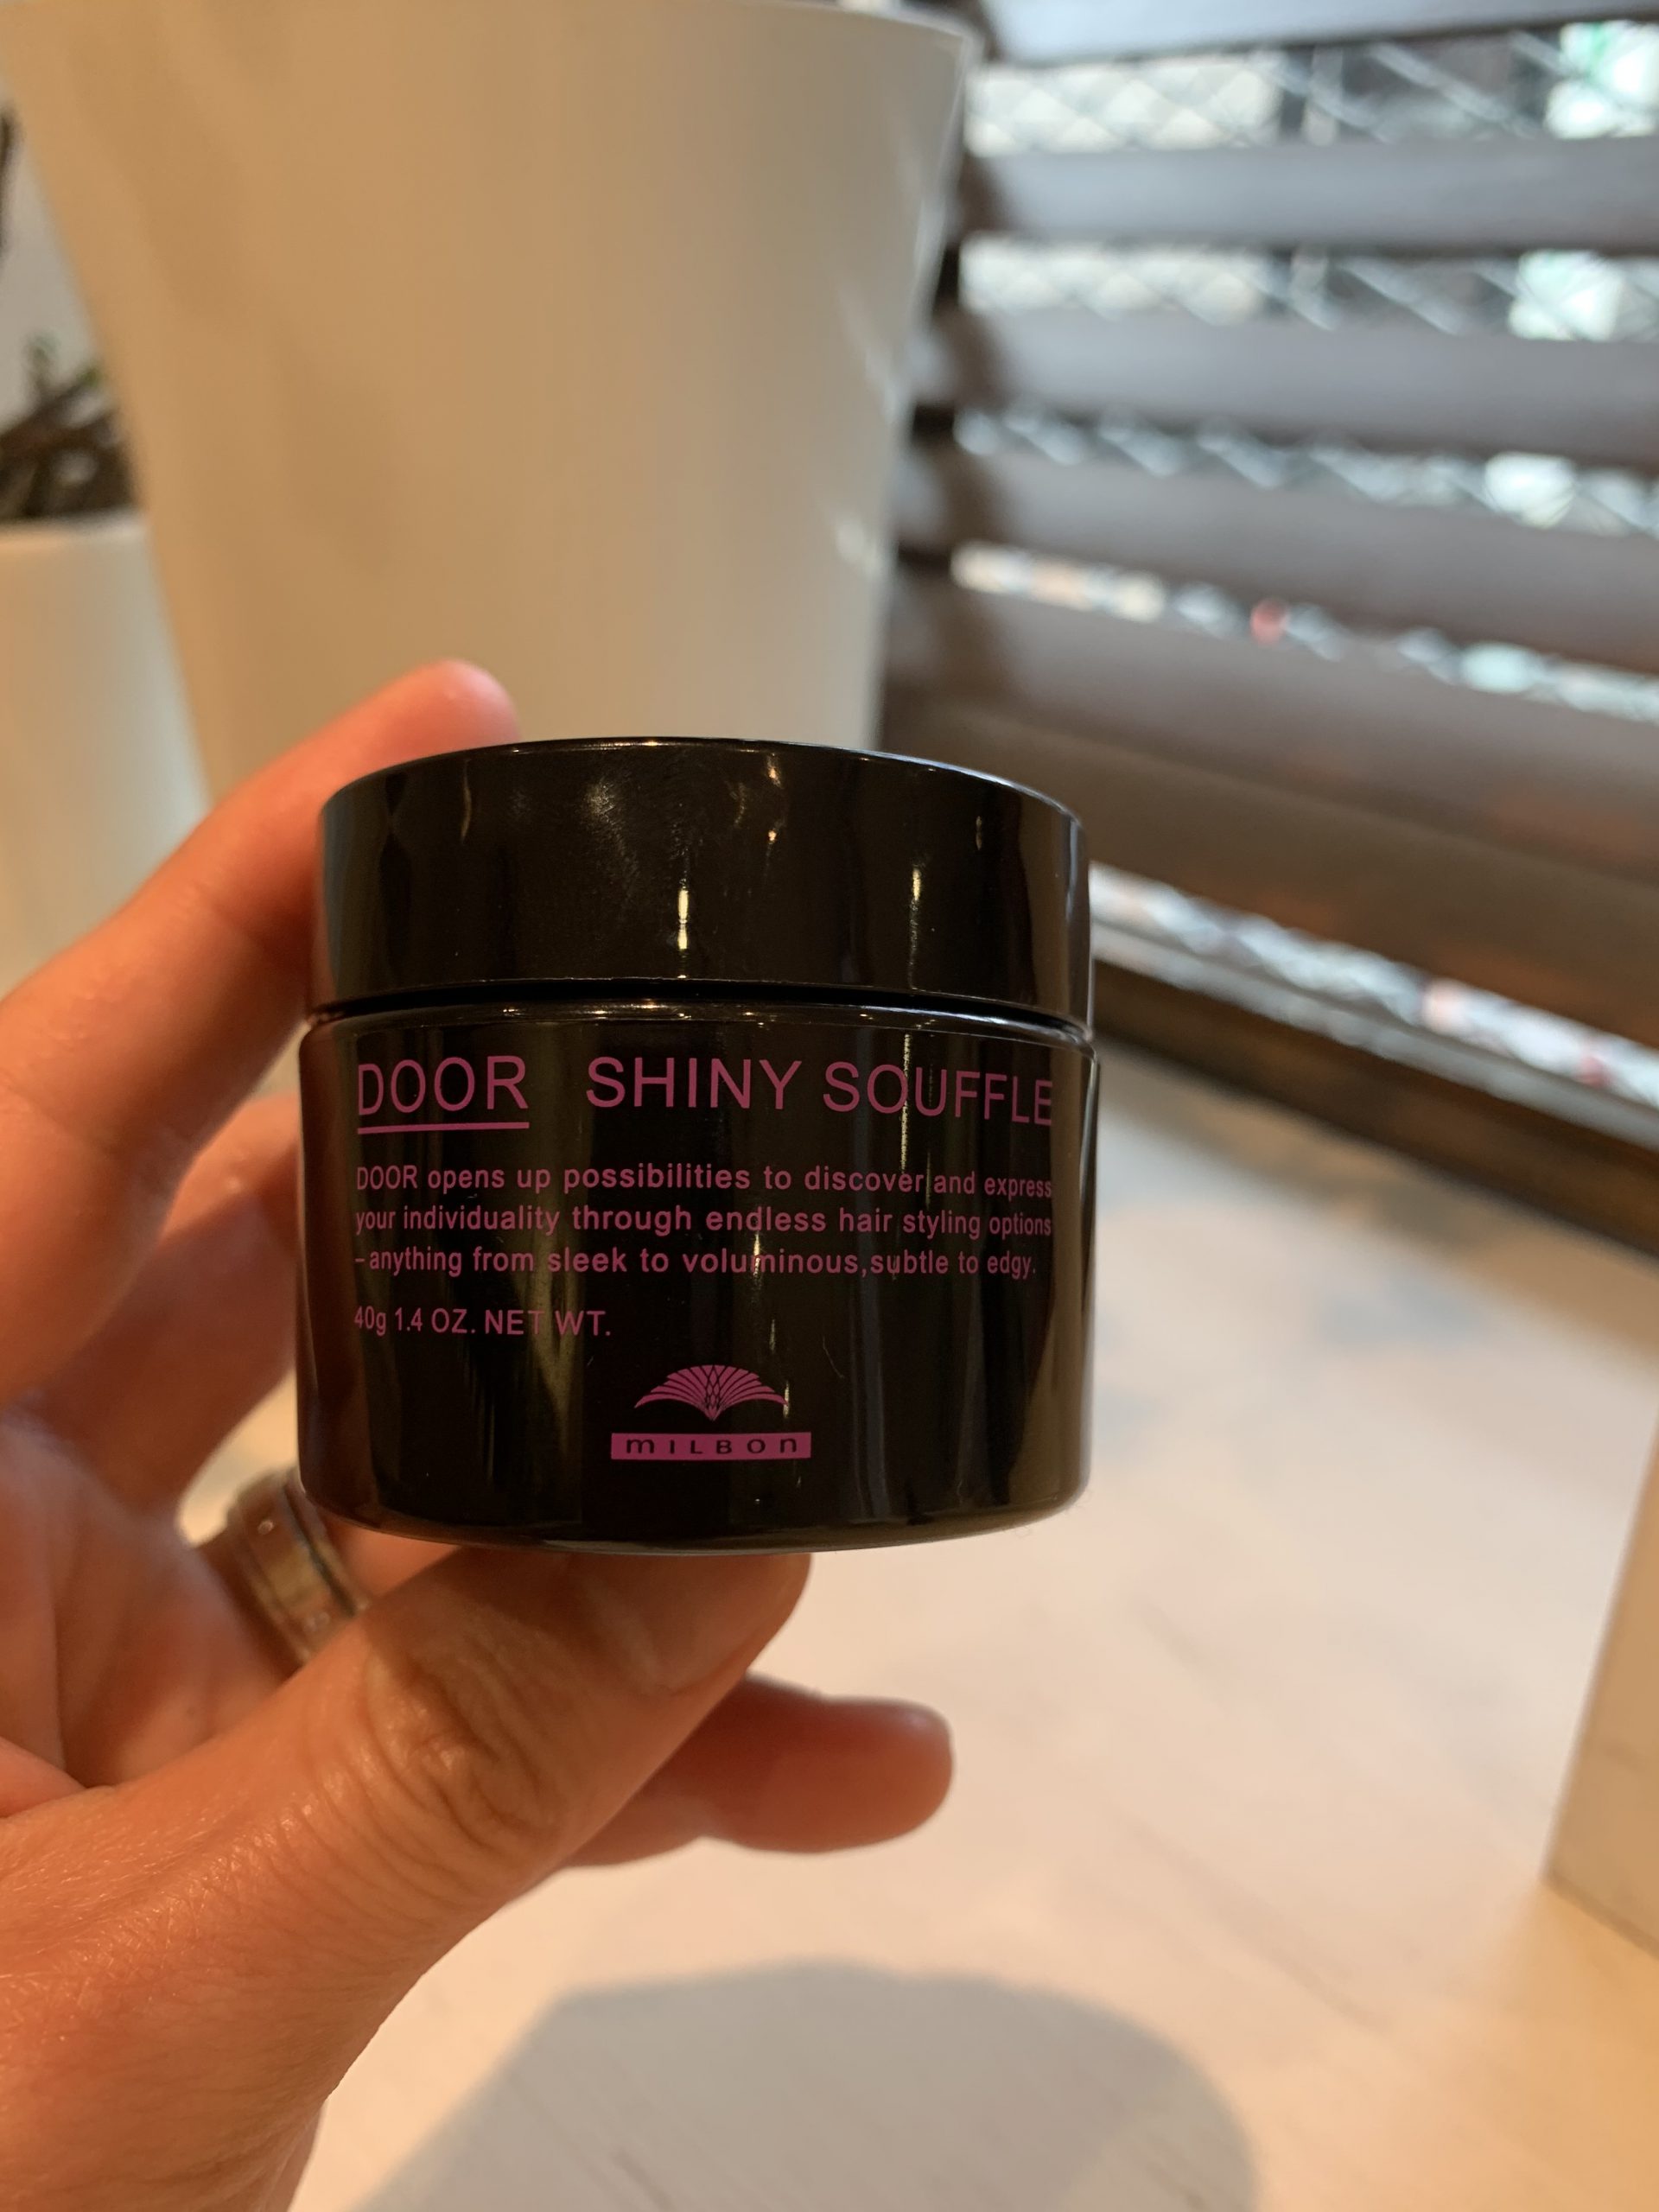 DOOR SHINY SOUFFLE
DOOR opens up possibilities to discover and express
your individuality through endless hair styling options
–anything from sleek to voluminous,subtle to edgy.
40g 1.4 OZ. NET WT.
mILBOn